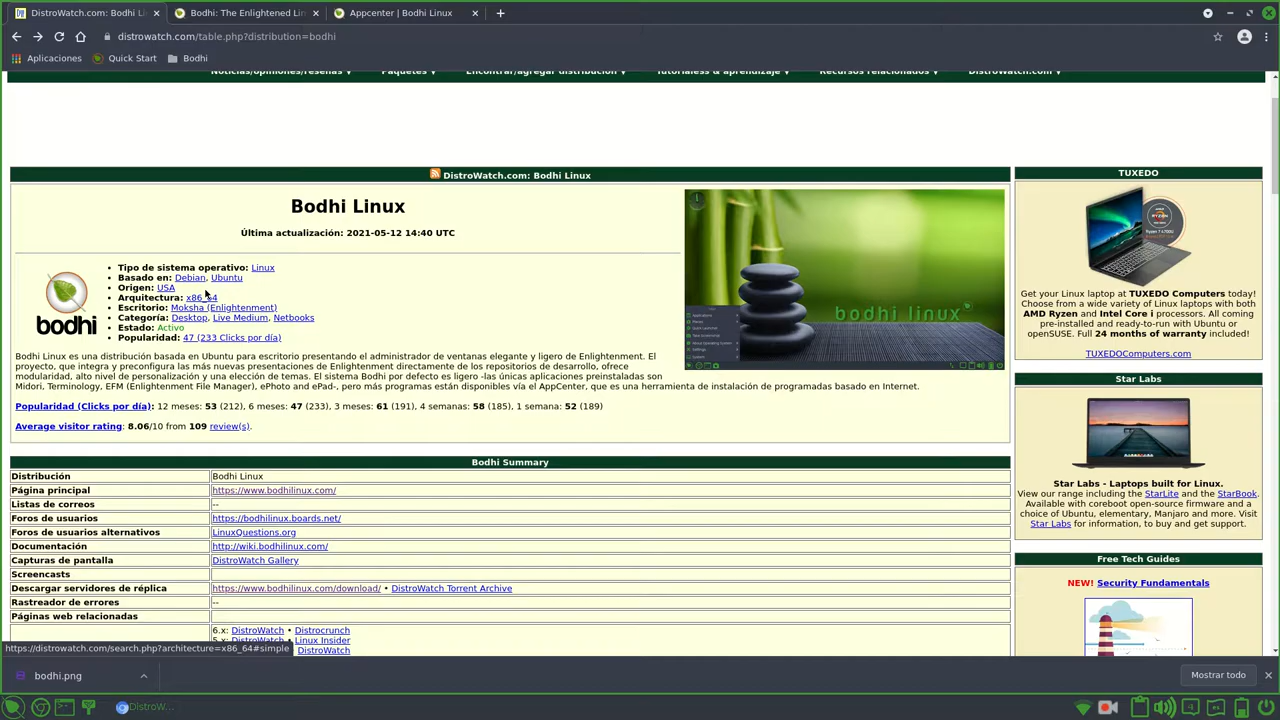 DistroWatch.com: Bodhi Li
Bodhi: The Enlightened Lin
Appcenter | Bodhi Linux
distrowatch.com/table.php?distribution=bodhi
Aplicaciones
Quick Start
Bodhi
Noticias/opiniones/reseñas ▼
Paquetes ▼
Encontrar/agregar distribución ▼
Tutorialess & aprendizaje ▼
Recursos relacionados ▼
DistroWatch.com ▼
DistroWatch.com: Bodhi Linux
Bodhi Linux
Última actualización: 2021-05-12 14:40 UTC
bodhi
• Tipo de sistema operativo: Linux
• Basado en: Debian, Ubuntu
• Origen: USA
• Arquitectura: x86_64
• Escritorio: Moksha (Enlightenment)
• Categoría: Desktop, Live Medium, Netbooks
• Estado: Activo
• Popularidad: 47 (233 Clicks por día)
bodhi linux
Bodhi Linux es una distribución basada en Ubuntu para escritorio presentando el administrador de ventanas elegante y ligero de Enlightenment. El
proyecto, que integra y preconfigura las más nuevas presentaciones de Enlightenment directamente de los repositorios de desarrollo, ofrece
modularidad, alto nivel de personalización y una elección de temas. El sistema Bodhi por defecto es ligero -las únicas aplicaciones preinstaladas son
Midori, Terminology, EFM (Enlightenment File Manager), ePhoto and ePad-, pero más programas están disponibles vía el AppCenter, que es una herramienta de instalación de programadas basado en Internet.
Popularidad (Clicks por día): 12 meses: 53 (212), 6 meses: 47 (233), 3 meses: 61 (191), 4 semanas: 58 (185), 1 semana: 52 (189)
Average visitor rating: 8.06/10 from 109 review(s).
Bodhi Summary
Distribución Bodhi Linux
Página principal https://www.bodhilinux.com/
Listas de correos --
Foros de usuarios https://bodhilinux.boards.net/
Foros de usuarios alternativos LinuxQuestions.org
Documentación http://wiki.bodhilinux.com/
Capturas de pantalla DistroWatch Gallery
Screencasts
Descargar servidores de réplica https://www.bodhilinux.com/download/ • DistroWatch Torrent Archive
Rastreador de errores --
Páginas web relacionadas
6.x: DistroWatch • Distrocrunch
5.x: DistroWatch • Linux Insider
DistroWatch
TUXEDO
Get your Linux laptop at TUXEDO Computers today!
Choose from a wide variety of Linux laptops with both
AMD Ryzen and Intel Core i processors. All coming
pre-installed and ready-to-run with Ubuntu or
openSUSE. Full 24 months of warranty included!
TUXEDOComputers.com
Star Labs
Star Labs - Laptops built for Linux.
View our range including the StarLite and the StarBook.
Available with coreboot open-source firmware and a
choice of Ubuntu, elementary, Manjaro and more. Visit
Star Labs for information, to buy and get support.
Free Tech Guides
NEW! Security Fundamentals
https://distrowatch.com/search.php?architecture=x86_64#simple
bodhi.png
Mostrar todo
DistroW...